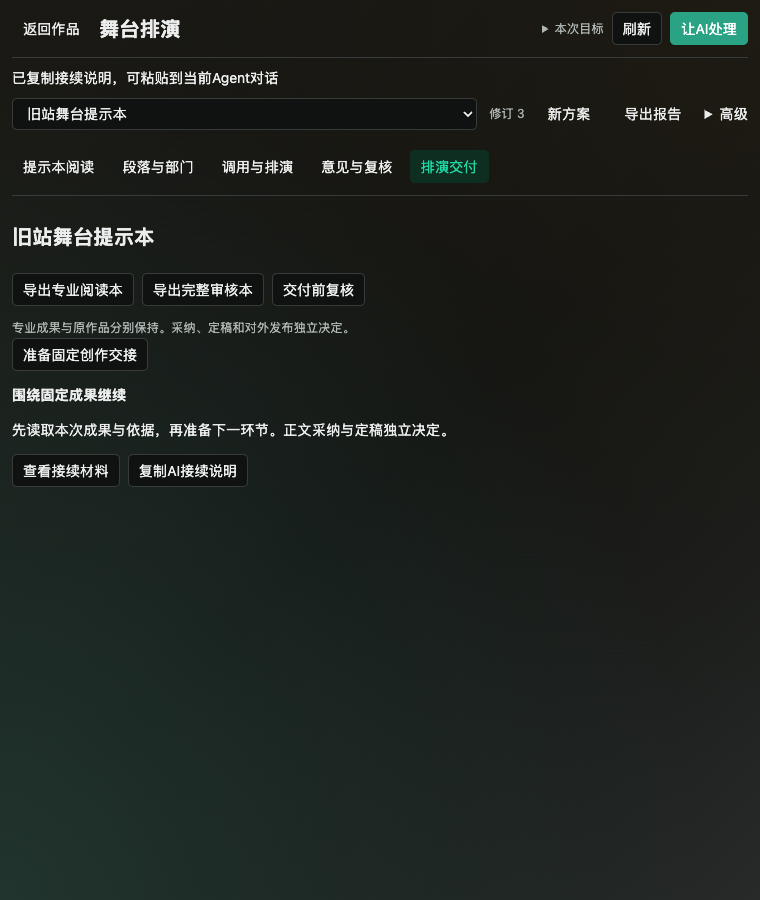 返回作品 舞台排演 ▶ 本次目标 刷新 让AI处理
已复制接续说明，可粘贴到当前Agent对话
旧站舞台提示本 修订 3 新方案 导出报告 ▶ 高级
提示本阅读 段落与部门 调用与排演 意见与复核 排演交付
旧站舞台提示本
导出专业阅读本 导出完整审核本 交付前复核
专业成果与原作品分别保持。采纳、定稿和对外发布独立决定。
准备固定创作交接
围绕固定成果继续
先读取本次成果与依据，再准备下一环节。正文采纳与定稿独立决定。
查看接续材料 复制AI接续说明